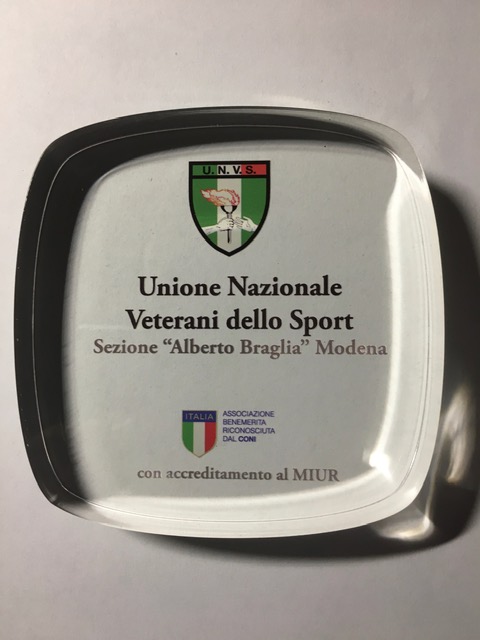 U.N.V.S.
Unione Nazionale
Veterani dello Sport
Sezione “Alberto Braglia” Modena
ITALIA
ASSOCIAZIONE
BENEMERITA
RICONOSCIUTA
DAL CONI
con accreditamento al MIUR